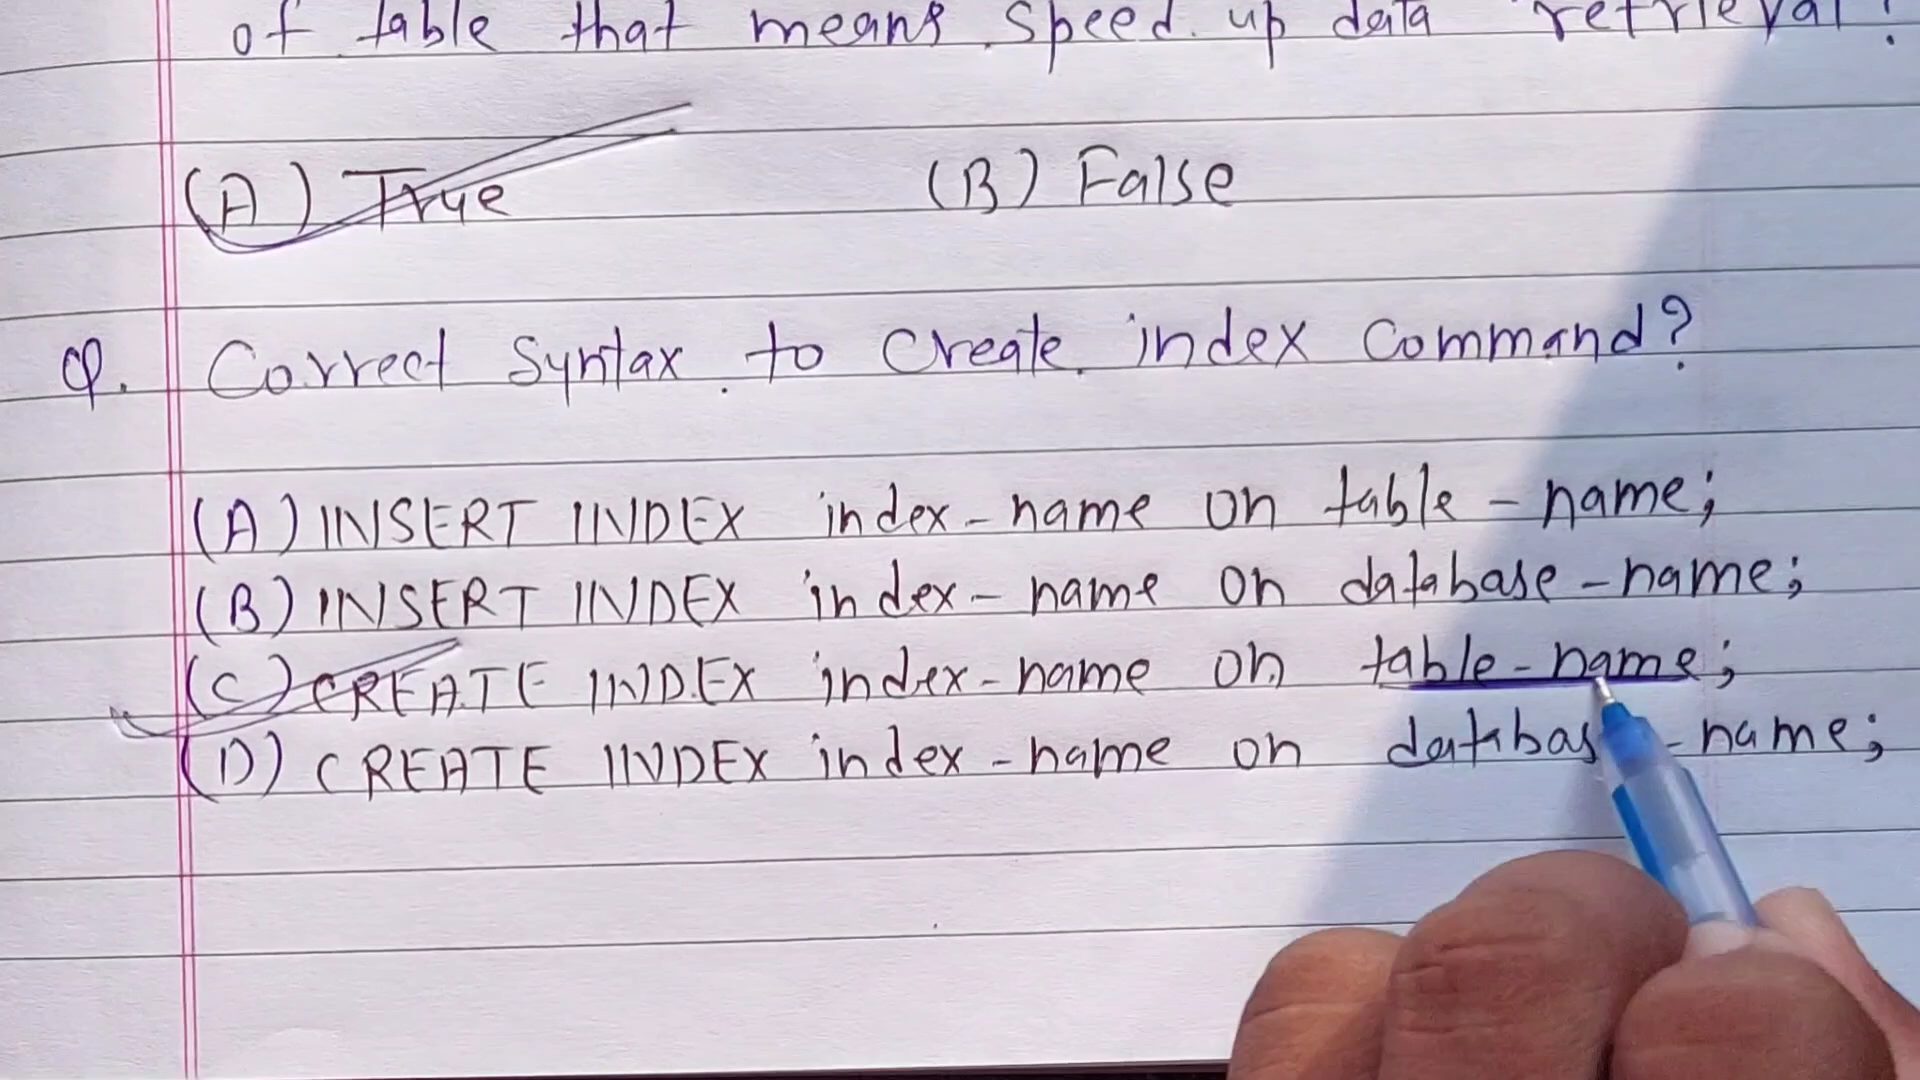 of table that means speed up data retrieval?
(A) True (B) False
Q. Correct Syntax to Create index Command?
(A) INSERT INDEX index-name on table-name;
(B) INSERT INDEX index-name on database-name;
(C) CREATE INDEX index-name on table-name;
(D) CREATE INDEX index-name on databas -name;